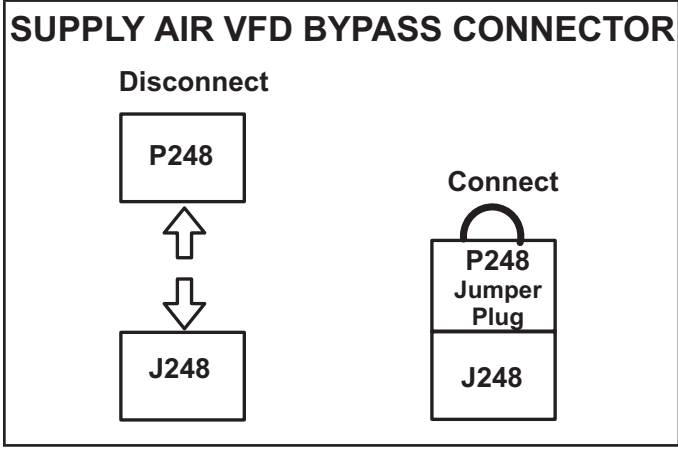 SUPPLY AIR VFD BYPASS CONNECTOR
Disconnect
P248
J248
Connect
P248
Jumper
Plug
J248